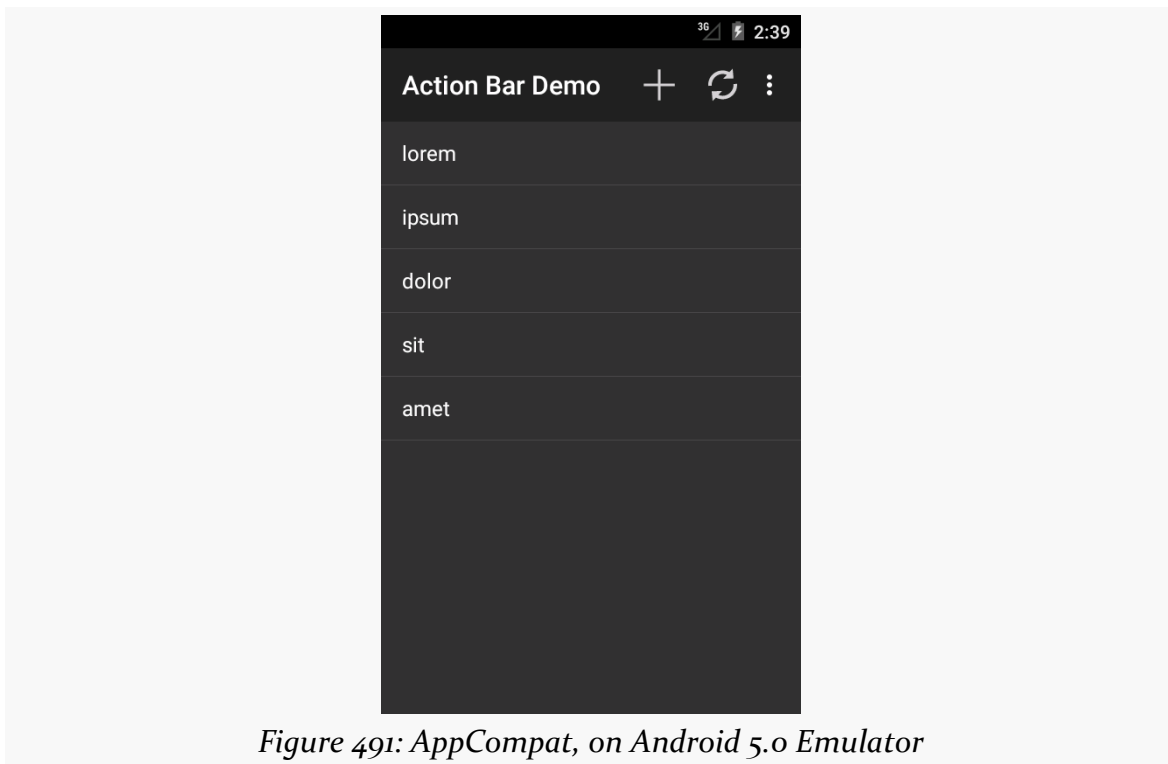 3G 2:39
Action Bar Demo
lorem
ipsum
dolor
sit
amet
Figure 491: AppCompat, on Android 5.0 Emulator